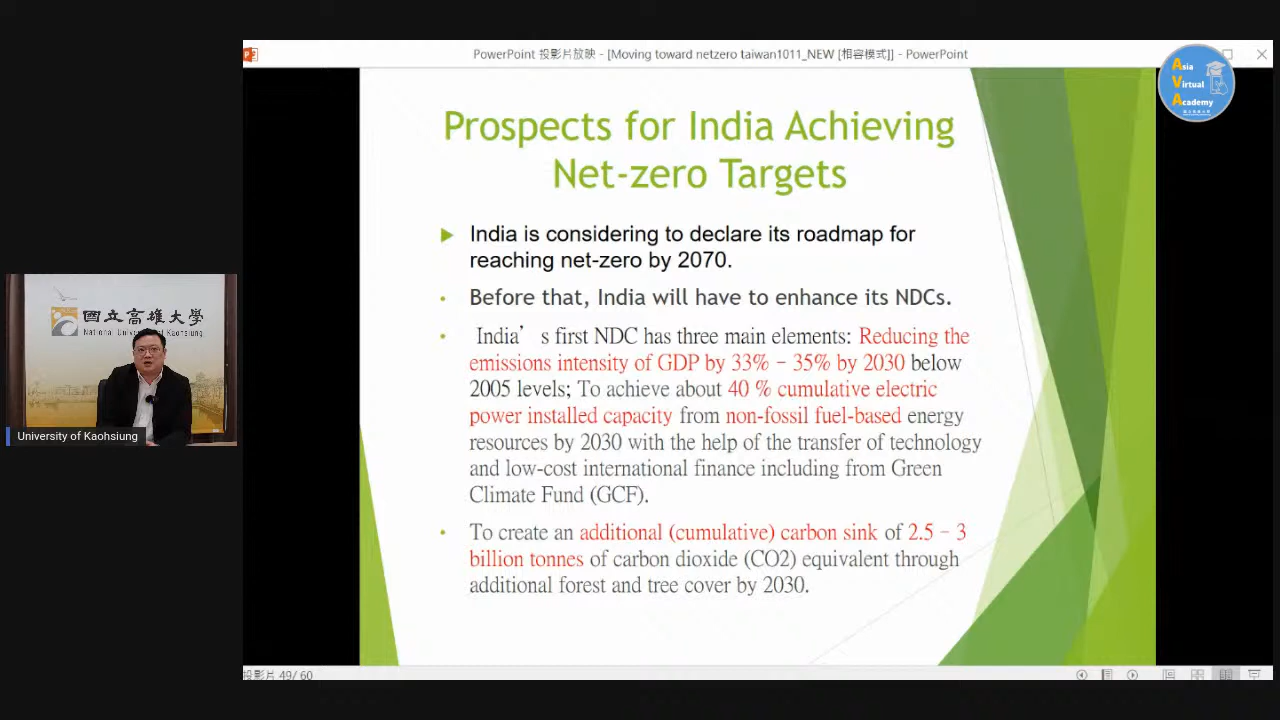 PowerPoint 投影片放映 - [Moving toward netzero taiwan1011_NEW [相容模式]] - PowerPoint
Asia
Virtual
Academy
Prospects for India Achieving
Net-zero Targets
India is considering to declare its roadmap for
reaching net-zero by 2070.
Before that, India will have to enhance its NDCs.
India's first NDC has three main elements: Reducing the
emissions intensity of GDP by 33% - 35% by 2030 below
2005 levels; To achieve about 40 % cumulative electric
power installed capacity from non-fossil fuel-based energy
resources by 2030 with the help of the transfer of technology
and low-cost international finance including from Green
Climate Fund (GCF).
To create an additional (cumulative) carbon sink of 2.5 - 3
billion tonnes of carbon dioxide (CO2) equivalent through
additional forest and tree cover by 2030.
國立高雄大學
National University of Kaohsiung
University of Kaohsiung
投影片 49/ 60